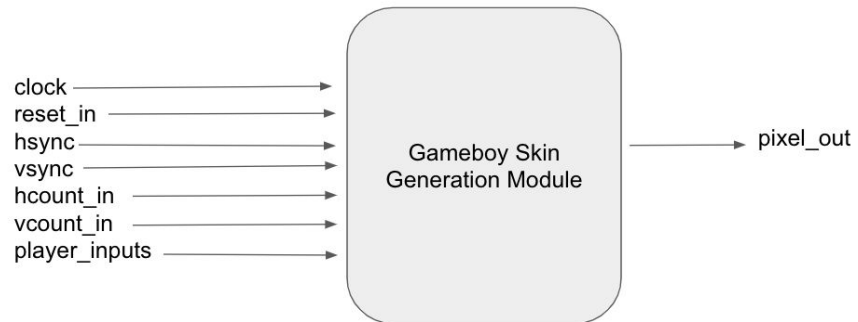 clock
reset_in
hsync
vsync
hcount_in
vcount_in
player_inputs
Gameboy Skin
Generation Module
pixel_out